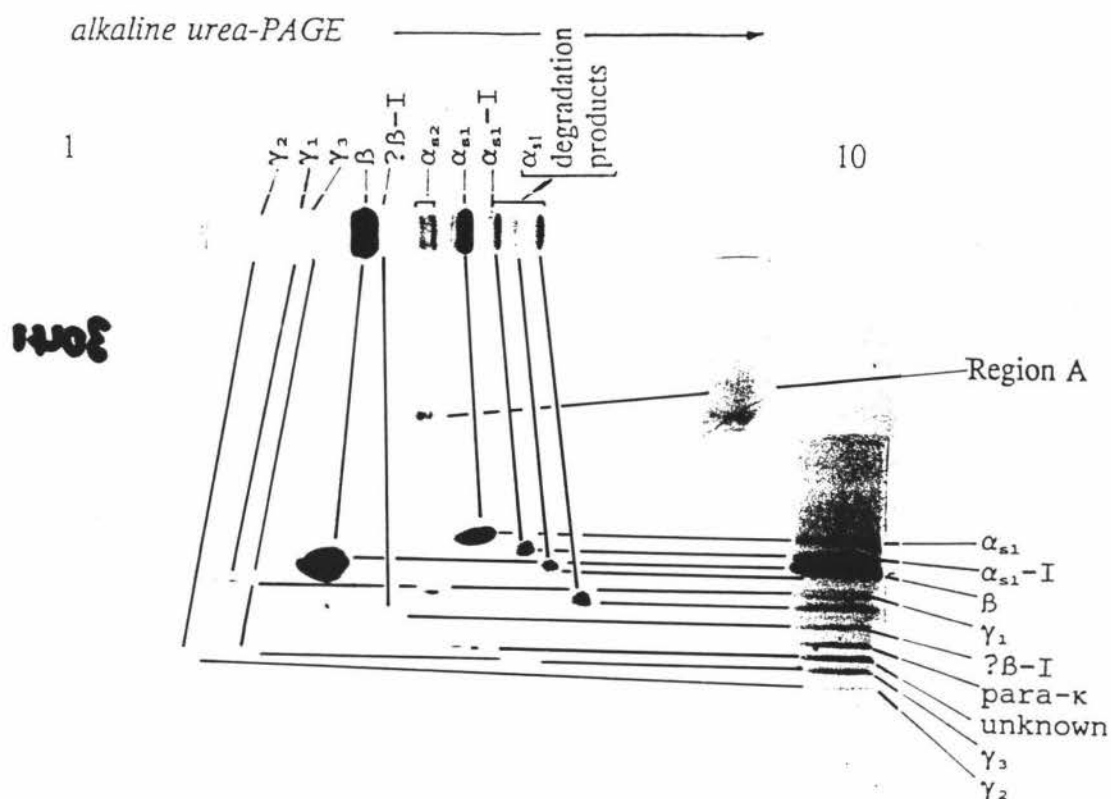 alkaline urea-PAGE
1
γ₂
γ₁
γ₃
β
?β-I
αs2
αs1
αs1-I
αs1
degradation
products
10
Region A
αs1
αs1-I
β
γ₁
?β-I
para-κ
unknown
γ₃
γ₂